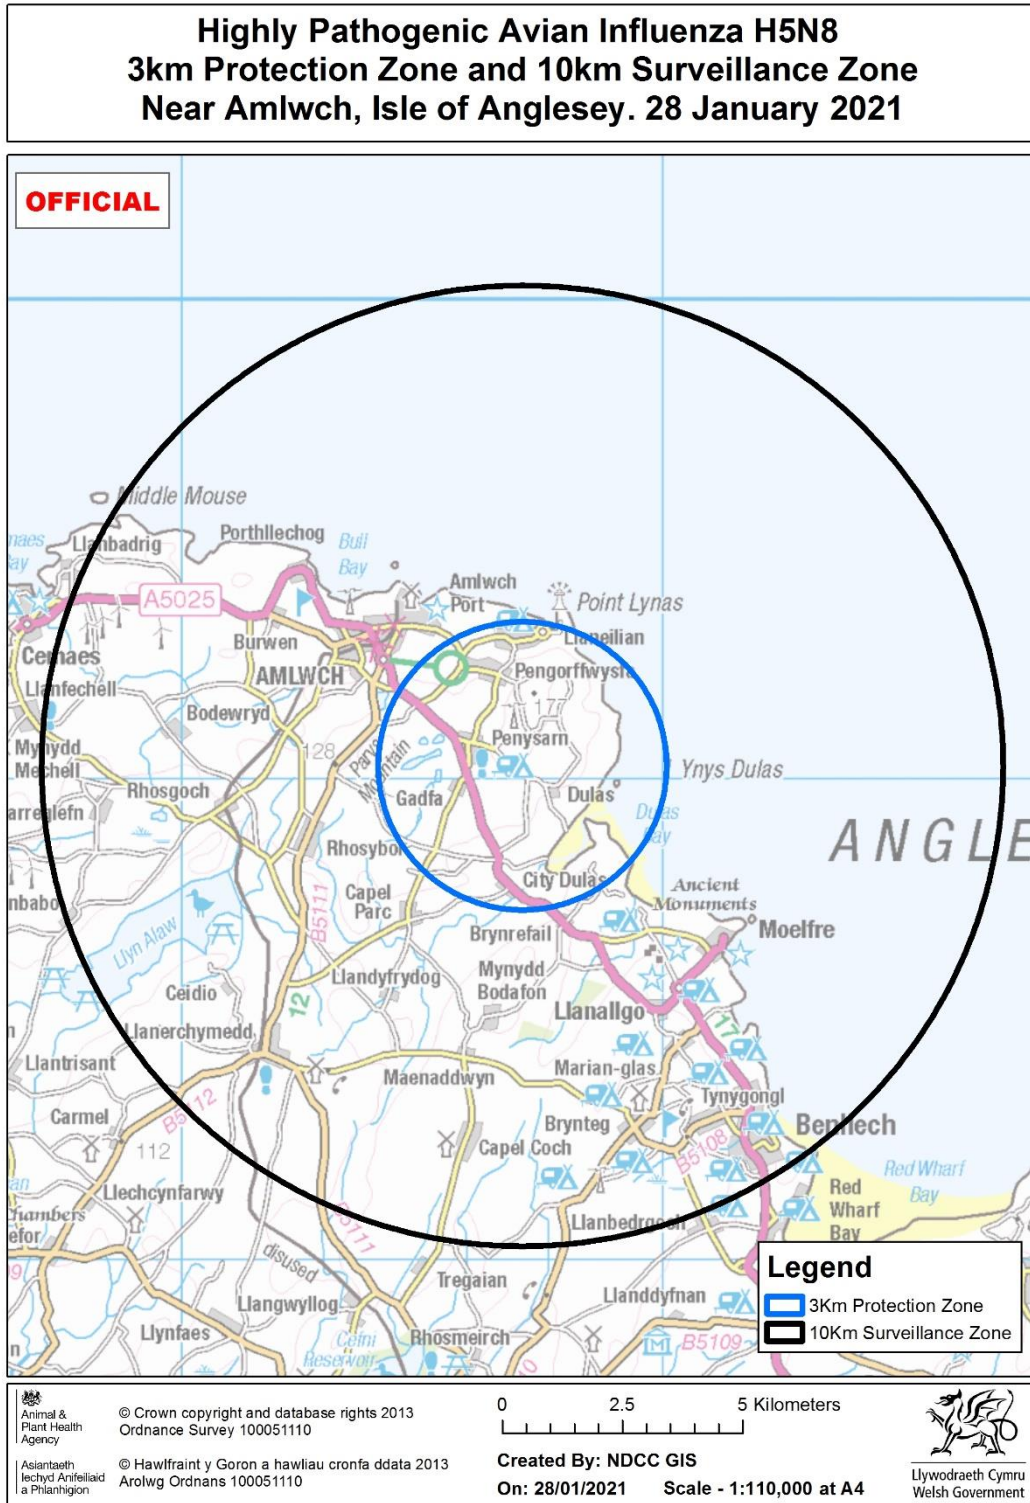 Highly Pathogenic Avian Influenza H5N8
3km Protection Zone and 10km Surveillance Zone
Near Amlwch, Isle of Anglesey. 28 January 2021
OFFICIAL
Middle Mouse
Llanbadrig
Porthllechog
Bull
Bay
Amlwch
Port
Point Lynas
A5025
Burwen
Llaneilian
Cemaes
AMLWCH
Pengorffwysfa
Llanfechell
Bodewryd
177
128
Parys
Mountain
Penysarn
Mynydd
Mechell
Ynys Dulas
Rhosgoch
Gadfa
Dulas
Dulas
Bay
ANGLE
Rhosybol
City Dulas
Capel
Parc
Ancient
Monuments
B5111
Brynrefail
Moelfre
Llyn Alaw
Llandyfrydog
Mynydd
Bodafon
Ceidio
12
Llanallgo
Llanerchymedd
17
Llantrisant
Maenaddwyn
Marian-glas
Carmel
B5112
Tynygongl
Brynteg
Benllech
112
Capel Coch
B5108
Red Wharf
Bay
Llechcynfarwy
Red
Wharf
Bay
B5111
Llanbedrgoch
disused
Tregaian
Llangwyllog
Llanddyfnan
Llynfaes
Cefni
Reservoir
Rhosmeirch
B5109
10
Legend
3Km Protection Zone
10Km Surveillance Zone
Animal &
Plant Health
Agency
Asiantaeth
Iechyd Anifeiliaid
a Phlanhigion
© Crown copyright and database rights 2013
Ordnance Survey 100051110
© Hawlfraint y Goron a hawliau cronfa ddata 2013
Arolwg Ordnans 100051110
0 2.5 5 Kilometers
Created By: NDCC GIS
On: 28/01/2021 Scale - 1:110,000 at A4
Llywodraeth Cymru
Welsh Government